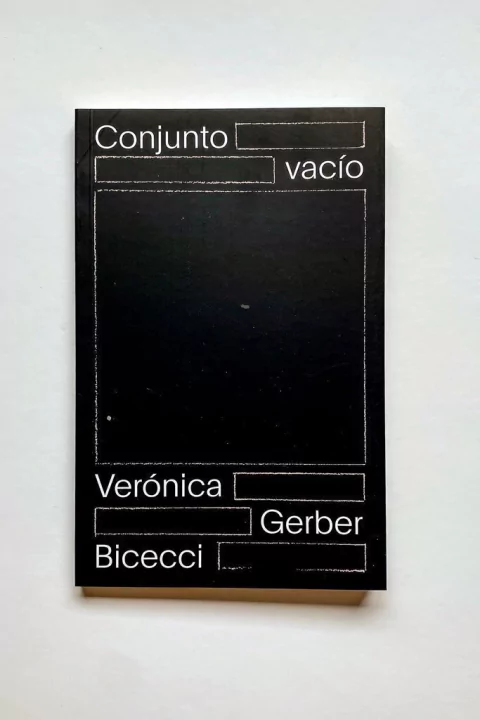 Conjunto
vacío
Verónica
Gerber
Bicecci